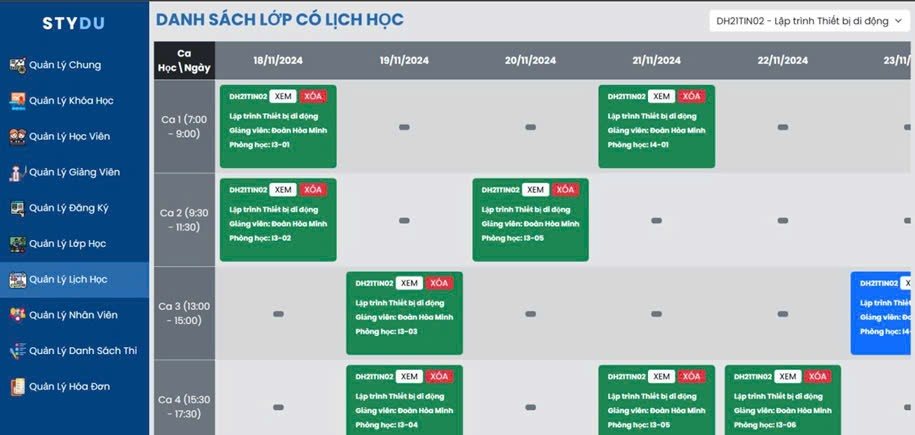 STYDU
DANH SÁCH LỚP CÓ LỊCH HỌC
DH21TIN02 - Lập trình Thiết bị di động
Quản Lý Chung
Quản Lý Khóa Học
Quản Lý Học Viên
Quản Lý Giảng Viên
Quản Lý Đăng Ký
Quản Lý Lớp Học
Quản Lý Lịch Học
Quản Lý Nhân Viên
Quản Lý Danh Sách Thi
Quản Lý Hóa Đơn
Ca
Học\Ngày
18/11/2024
19/11/2024
20/11/2024
21/11/2024
22/11/2024
23/11/
Ca 1 (7:00
- 9:00)
DH21TIN02 XEM XÓA
Lập trình Thiết bị di động
Giảng viên: Đoàn Hòa Minh
Phòng học: I3-01
DH21TIN02 XEM XÓA
Lập trình Thiết bị di động
Giảng viên: Đoàn Hòa Minh
Phòng học: I4-01
Ca 2 (9:30
- 11:30)
DH21TIN02 XEM XÓA
Lập trình Thiết bị di động
Giảng viên: Đoàn Hòa Minh
Phòng học: I3-02
DH21TIN02 XEM XÓA
Lập trình Thiết bị di động
Giảng viên: Đoàn Hòa Minh
Phòng học: I3-05
Ca 3 (13:00
- 15:00)
DH21TIN02 XEM XÓA
Lập trình Thiết bị di động
Giảng viên: Đoàn Hòa Minh
Phòng học: I3-03
DH21TIN02 X
Lập trình Thiết
Giảng viên: Đo
Phòng học: I4-
Ca 4 (15:30
- 17:30)
DH21TIN02 XEM XÓA
Lập trình Thiết bị di động
Giảng viên: Đoàn Hòa Minh
Phòng học: I3-04
DH21TIN02 XEM XÓA
Lập trình Thiết bị di động
Giảng viên: Đoàn Hòa Minh
Phòng học: I3-05
DH21TIN02 XEM XÓA
Lập trình Thiết bị di động
Giảng viên: Đoàn Hòa Minh
Phòng học: I3-06